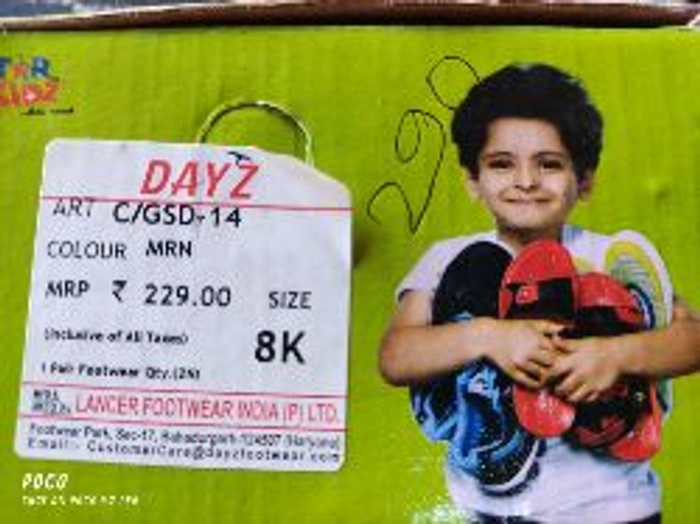 290
DAYZ
ART C/GSD-14
COLOUR MRN
MRP ₹ 229.00 SIZE
(Inclusive of All Taxes)
8K
1 Pair Footwear Qty.(2N)
LANCER FOOTWEAR INDIA (P) LTD.
Footwear Park, Sec-17, Bahadurgarh-124507 (Haryana)
Email:- CustomerCare@dayzfootwear.com
POCO